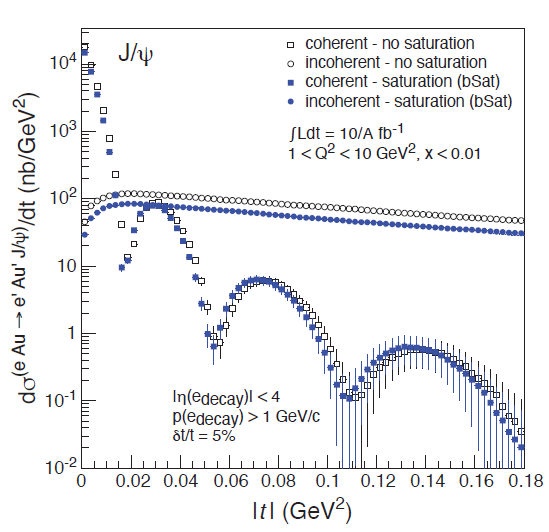 J/ψ
coherent - no saturation
incoherent - no saturation
coherent - saturation (bSat)
incoherent - saturation (bSat)
∫Ldt = 10/A fb⁻¹
1 < Q² < 10 GeV², x < 0.01
dσ(e Au → e' Au' J/ψ)/dt (nb/GeV²)
10⁴
10³
10²
10
1
10⁻¹
10⁻²
|η(edecay)| < 4
p(edecay) > 1 GeV/c
δt/t = 5%
0 0.02 0.04 0.06 0.08 0.1 0.12 0.14 0.16 0.18
|t| (GeV²)